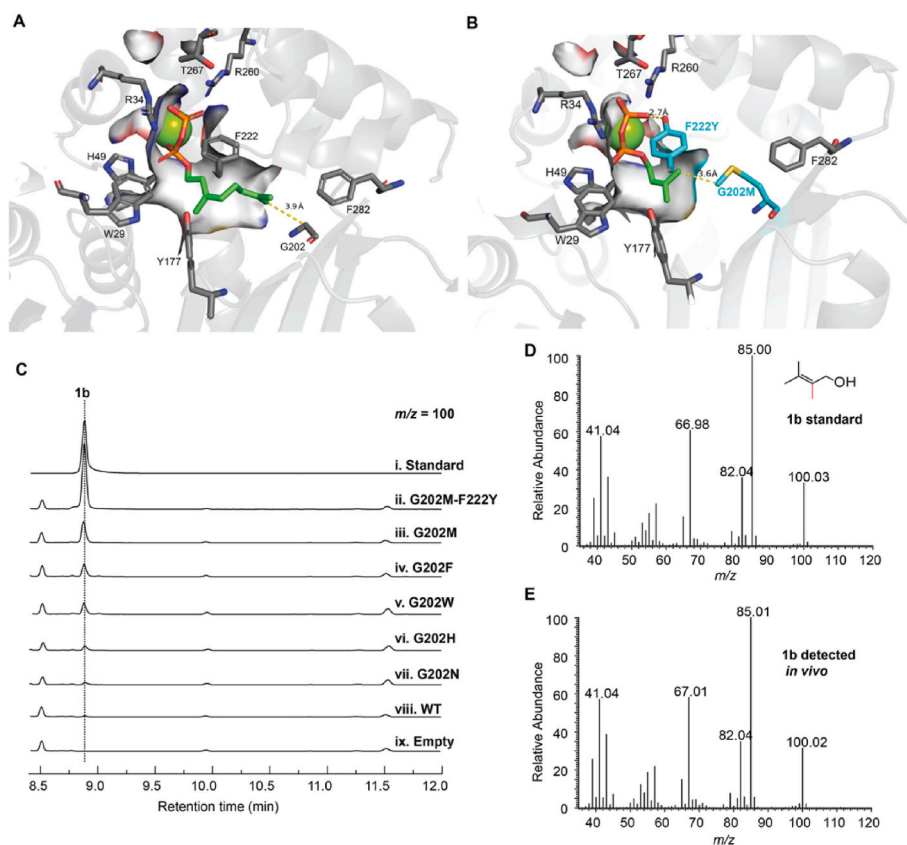 A
T267
R260
R34
F222
H49
F282
3.9 Å
W29
G202
Y177
B
T267
R260
R34
2.7Å
F222Y
H49
3.6Å
F282
G202M
W29
Y177
C
1b
m/z = 100
i. Standard
ii. G202M-F222Y
iii. G202M
iv. G202F
v. G202W
vi. G202H
vii. G202N
viii. WT
ix. Empty
8.5 9.0 9.5 10.0 10.5 11.0 11.5 12.0
Retention time (min)
D
85.00
100
80
60
40
20
0
Relative Abundance
OH
1b standard
41.04
66.98
82.04
100.03
40 50 60 70 80 90 100 110 120
m/z
E
85.01
100
80
60
40
20
0
Relative Abundance
1b detected
in vivo
41.04
67.01
82.04
100.02
40 50 60 70 80 90 100 110 120
m/z